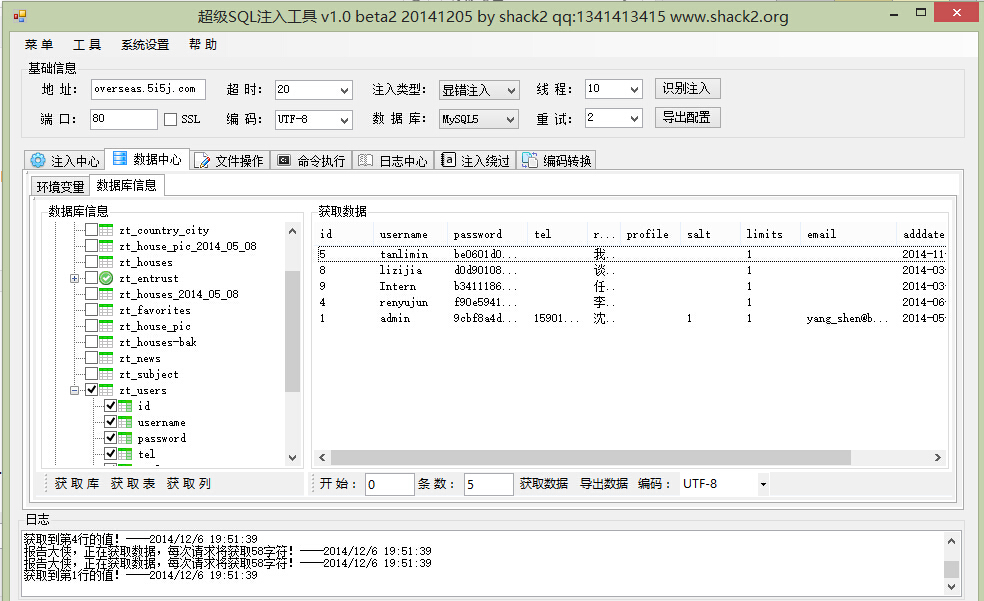 超级SQL注入工具 v1.0 beta2 20141205 by shack2 qq:1341413415 www.shack2.org
菜 单 工 具 系统设置 帮 助
基础信息
地 址: overseas.5i5j.com 超 时: 20 注入类型: 显错注入 线 程: 10 识别注入
端 口: 80 SSL 编 码: UTF-8 数 据 库: MySQL5 重 试: 2 导出配置
注入中心 数据中心 文件操作 命令执行 日志中心 注入绕过 编码转换
环境变量 数据库信息
数据库信息
zt_country_city
zt_house_pic_2014_05_08
zt_houses
zt_entrust
zt_houses_2014_05_08
zt_favorites
zt_house_pic
zt_houses-bak
zt_news
zt_subject
zt_users
id
username
password
tel
获 取 库 获 取 表 获 取 列
获取数据
id username password tel r... profile salt limits email adddate
5 tanlimin be0601d0... 我... 1 2014-11-
8 lizijia d0d90108... 谈... 1 2014-03-
9 Intern b3411186... 任... 1 2014-03-
4 renyujun f90e5941... 李... 1 2014-06-
1 admin 9cbf8a4d... 15901... 沈... 1 1 yang_shen@b... 2014-05-
开 始: 0 条 数: 5 获取数据 导出数据 编码: UTF-8
日志
获取到第4行的值! ——2014/12/6 19:51:39
报告大侠,正在获取数据,每次请求将获取58字符! ——2014/12/6 19:51:39
报告大侠,正在获取数据,每次请求将获取58字符! ——2014/12/6 19:51:39
获取到第1行的值! ——2014/12/6 19:51:39